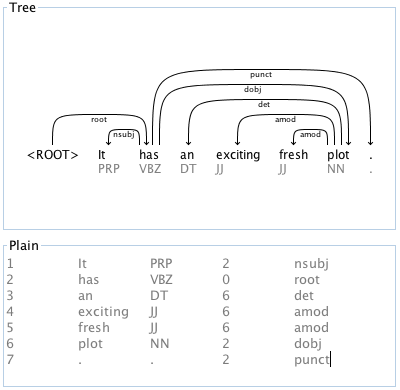 Tree
punct
dobj
det
root amod
nsubj amod
<ROOT> It has an exciting fresh plot .
PRP VBZ DT JJ JJ NN .
Plain
1 It PRP 2 nsubj
2 has VBZ 0 root
3 an DT 6 det
4 exciting JJ 6 amod
5 fresh JJ 6 amod
6 plot NN 2 dobj
7 . . 2 punct